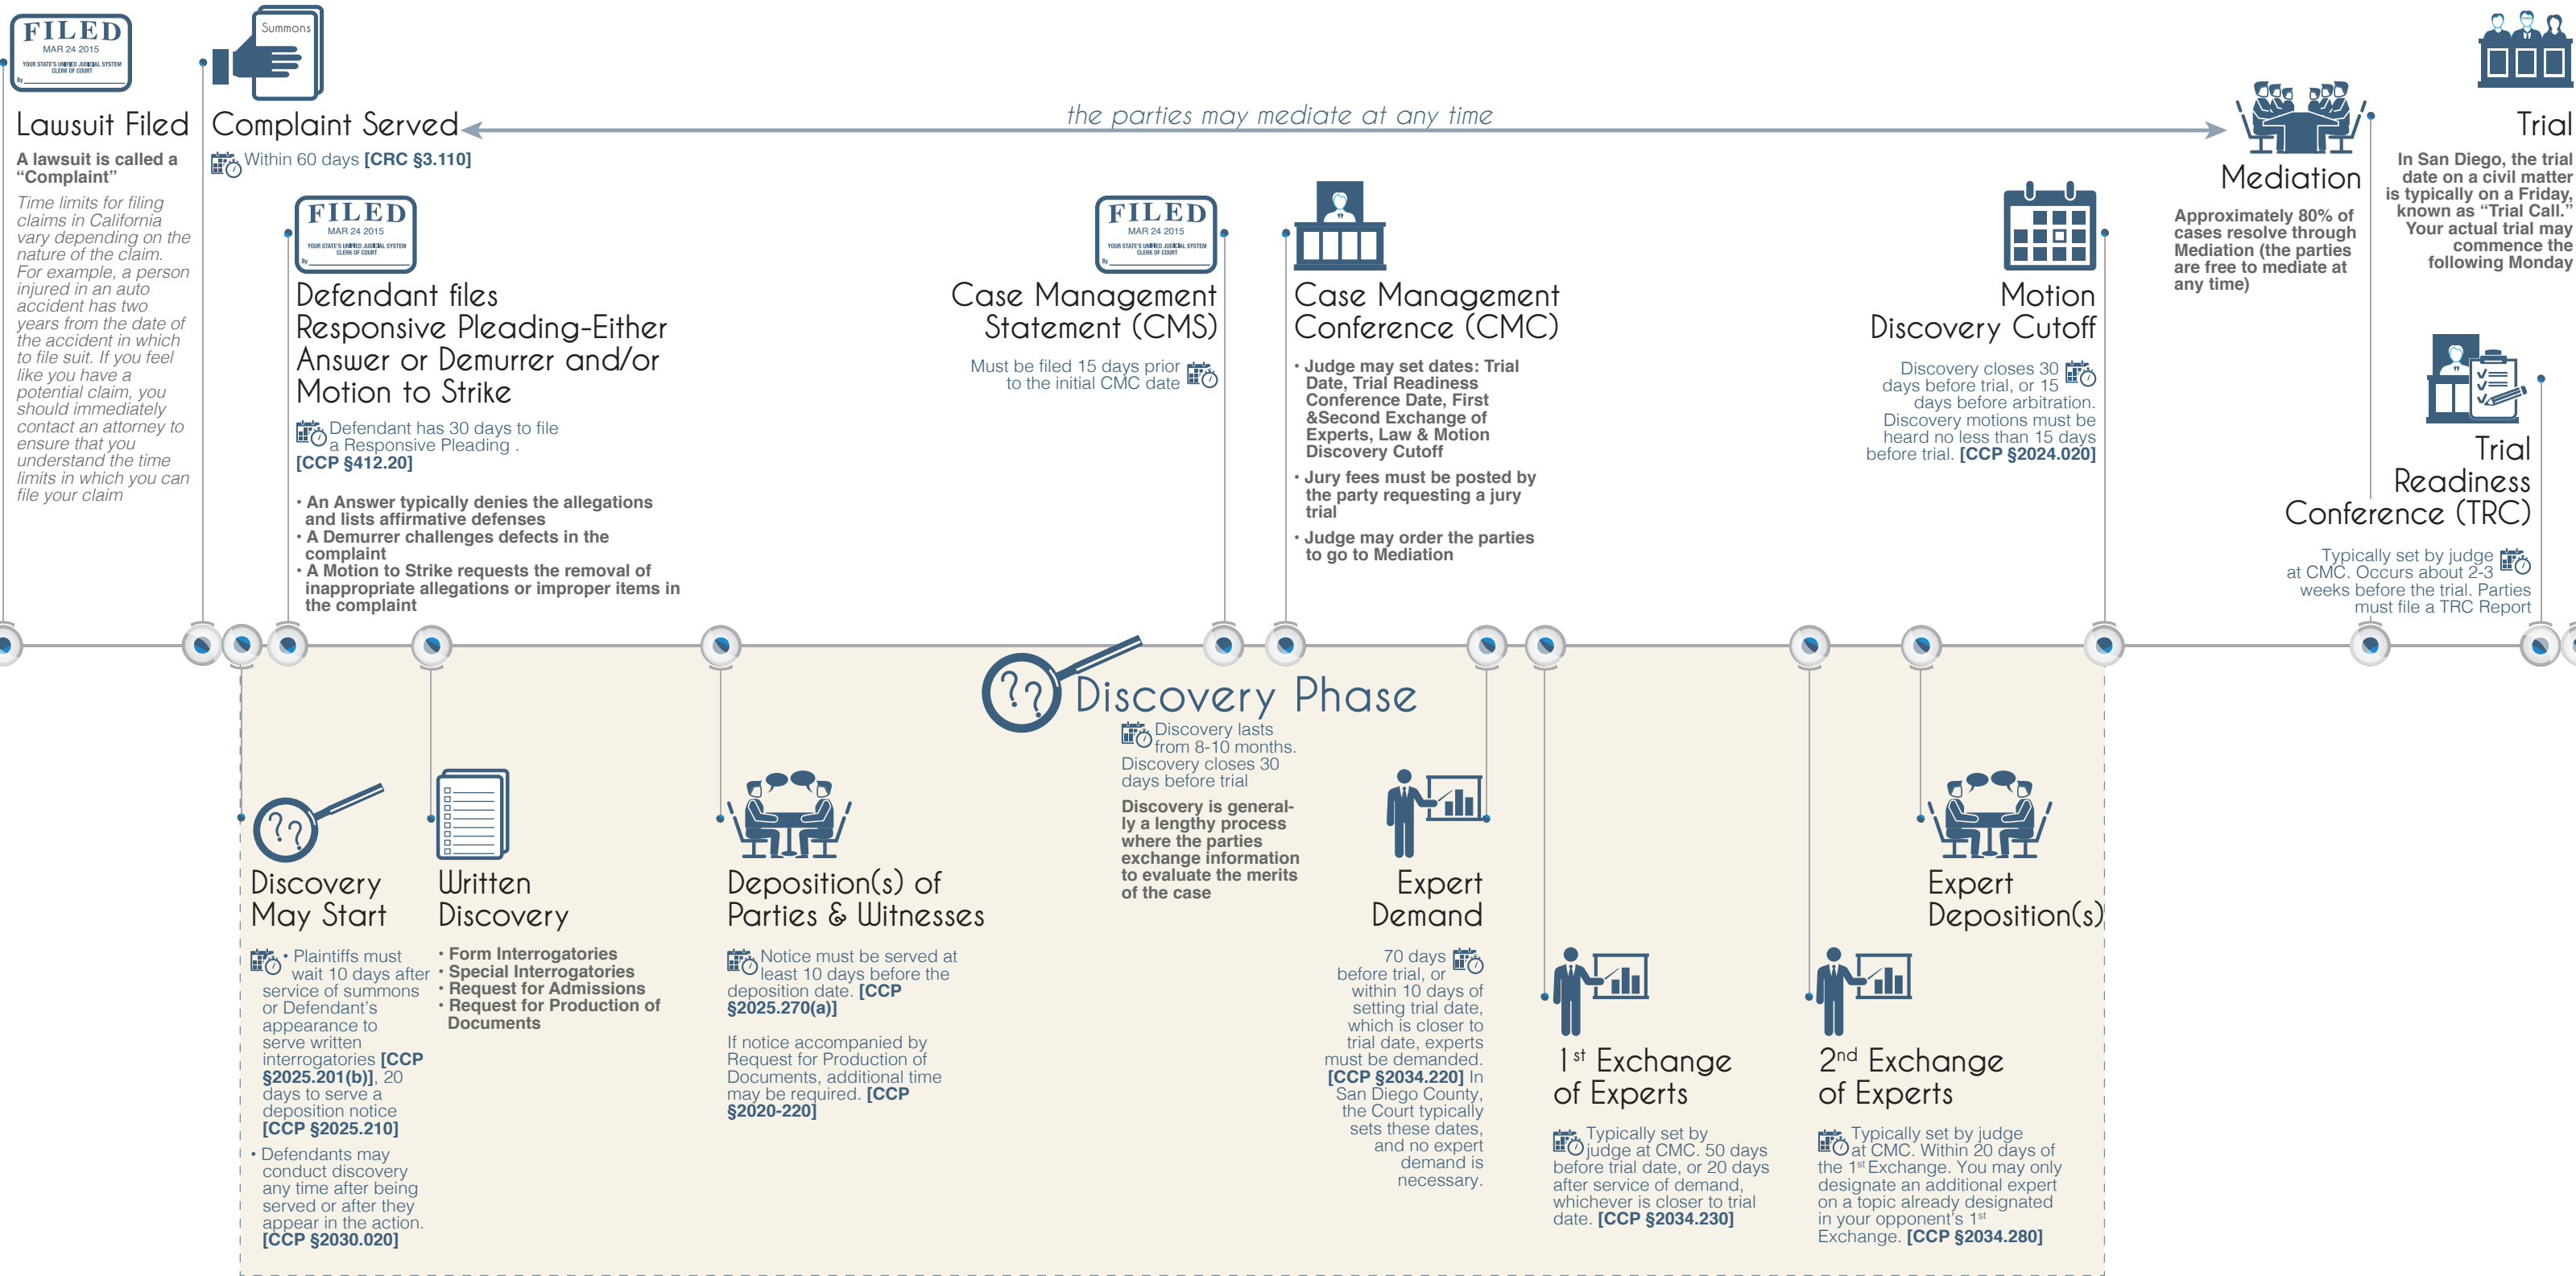 FILED
MAR 24 2015
YOUR STATE'S UNIFIED JUDICIAL SYSTEM
CLERK OF COURT
By
Lawsuit Filed
A lawsuit is called a
“Complaint”
Time limits for filing
claims in California
vary depending on the
nature of the claim.
For example, a person
injured in an auto
accident has two
years from the date of
the accident in which
to file suit. If you feel
like you have a
potential claim, you
should immediately
contact an attorney to
ensure that you
understand the time
limits in which you can
file your claim
Summons
Complaint Served
Within 60 days [CRC §3.110]
the parties may mediate at any time
FILED
MAR 24 2015
YOUR STATE'S UNIFIED JUDICIAL SYSTEM
CLERK OF COURT
By
Defendant files
Responsive Pleading-Either
Answer or Demurrer and/or
Motion to Strike
Defendant has 30 days to file
a Responsive Pleading .
[CCP §412.20]
• An Answer typically denies the allegations
and lists affirmative defenses
• A Demurrer challenges defects in the
complaint
• A Motion to Strike requests the removal of
inappropriate allegations or improper items in
the complaint
FILED
MAR 24 2015
YOUR STATE'S UNIFIED JUDICIAL SYSTEM
CLERK OF COURT
By
Case Management
Statement (CMS)
Must be filed 15 days prior
to the initial CMC date
Case Management
Conference (CMC)
• Judge may set dates: Trial
Date, Trial Readiness
Conference Date, First
&Second Exchange of
Experts, Law & Motion
Discovery Cutoff
• Jury fees must be posted by
the party requesting a jury
trial
• Judge may order the parties
to go to Mediation
Motion
Discovery Cutoff
Discovery closes 30
days before trial, or 15
days before arbitration.
Discovery motions must be
heard no less than 15 days
before trial. [CCP §2024.020]
Mediation
Approximately 80% of
cases resolve through
Mediation (the parties
are free to mediate at
any time)
Trial
In San Diego, the trial
date on a civil matter
is typically on a Friday,
known as “Trial Call.”
Your actual trial may
commence the
following Monday
Trial
Readiness
Conference (TRC)
Typically set by judge
at CMC. Occurs about 2-3
weeks before the trial. Parties
must file a TRC Report
??
Discovery Phase
Discovery lasts
from 8-10 months.
Discovery closes 30
days before trial
Discovery is general-
ly a lengthy process
where the parties
exchange information
to evaluate the merits
of the case
??
Discovery
May Start
• Plaintiffs must
wait 10 days after
service of summons
or Defendant's
appearance to
serve written
interrogatories [CCP
§2025.201(b)], 20
days to serve a
deposition notice
[CCP §2025.210]
• Defendants may
conduct discovery
any time after being
served or after they
appear in the action.
[CCP §2030.020]
Written
Discovery
• Form Interrogatories
• Special Interrogatories
• Request for Admissions
• Request for Production of
Documents
Deposition(s) of
Parties & Witnesses
Notice must be served at
least 10 days before the
deposition date. [CCP
§2025.270(a)]
If notice accompanied by
Request for Production of
Documents, additional time
may be required. [CCP
§2020-220]
Expert
Demand
70 days
before trial, or
within 10 days of
setting trial date,
which is closer to
trial date, experts
must be demanded.
[CCP §2034.220] In
San Diego County,
the Court typically
sets these dates,
and no expert
demand is
necessary.
1st Exchange
of Experts
Typically set by
judge at CMC. 50 days
before trial date, or 20 days
after service of demand,
whichever is closer to trial
date. [CCP §2034.230]
2nd Exchange
of Experts
Typically set by judge
at CMC. Within 20 days of
the 1st Exchange. You may only
designate an additional expert
on a topic already designated
in your opponent's 1st
Exchange. [CCP §2034.280]
Expert
Deposition(s)